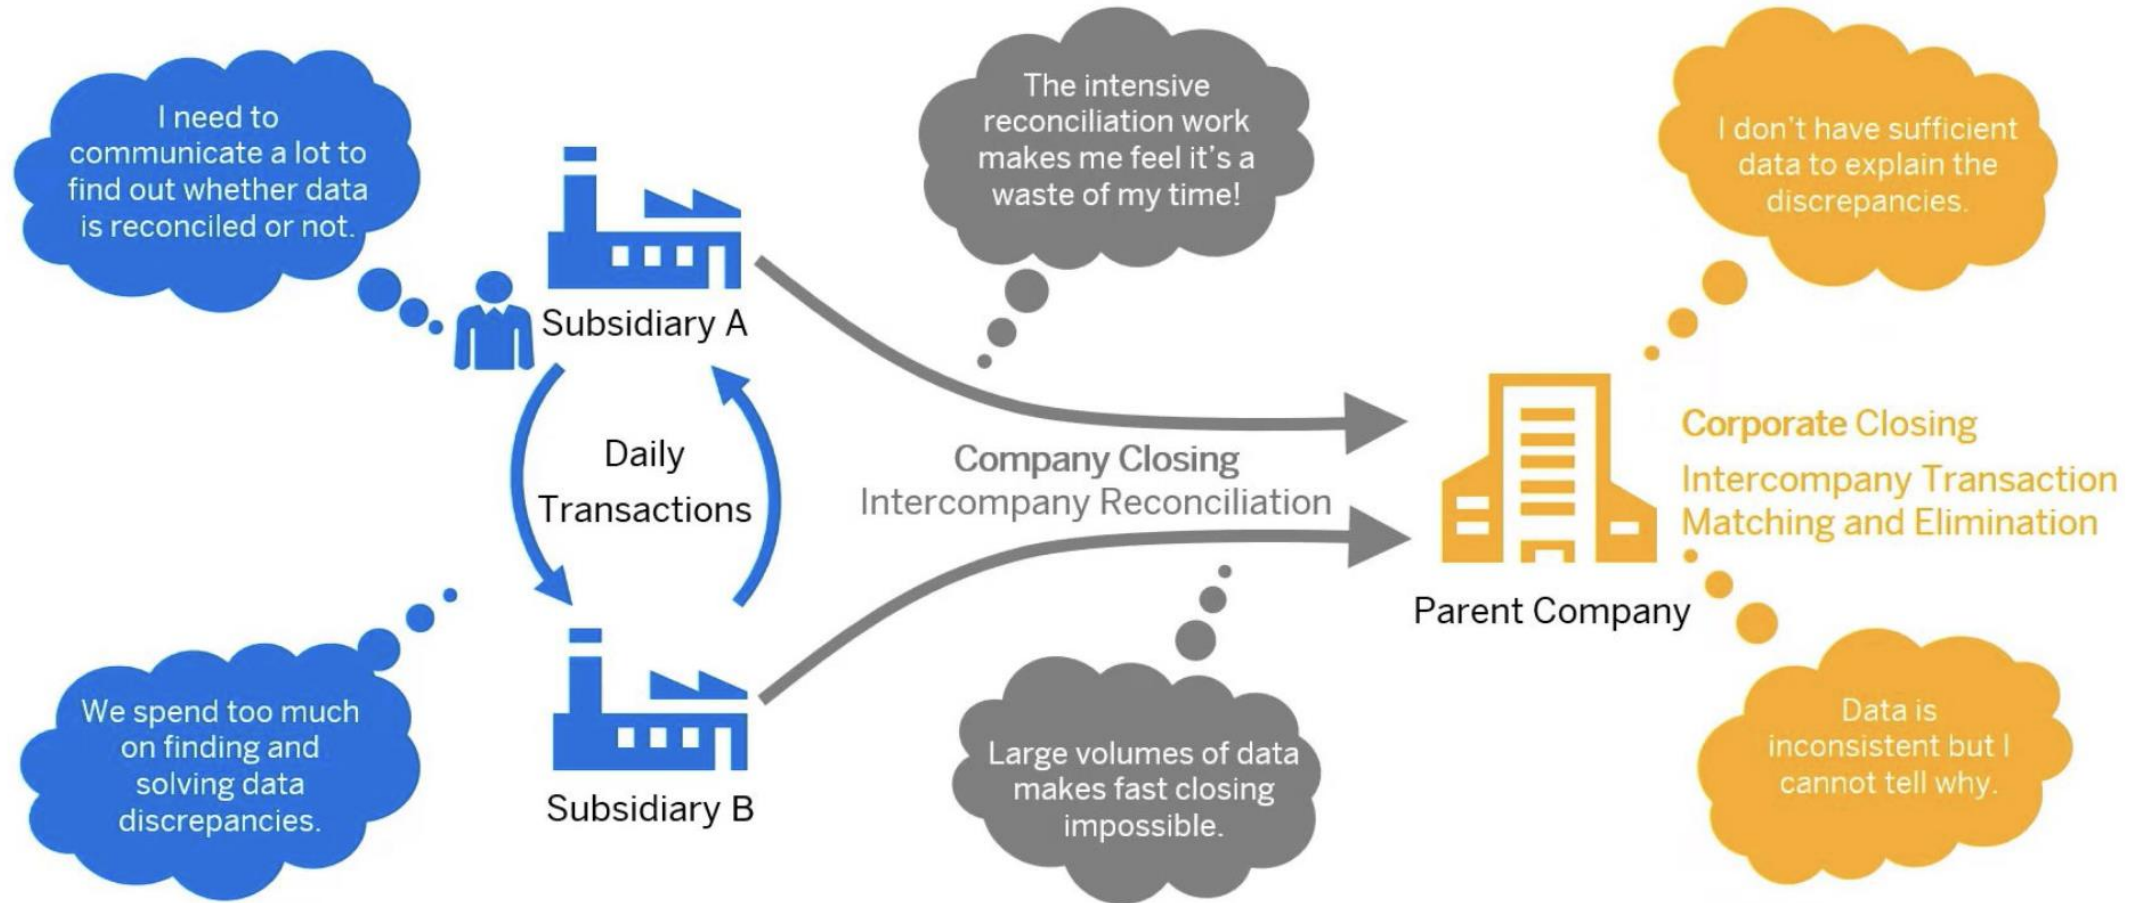 I need to
communicate a lot to
find out whether data
is reconciled or not.
Subsidiary A
Daily
Transactions
We spend too much
on finding and
solving data
discrepancies.
Subsidiary B
The intensive
reconciliation work
makes me feel it's a
waste of my time!
Company Closing
Intercompany Reconciliation
Large volumes of data
makes fast closing
impossible.
I don't have sufficient
data to explain the
discrepancies.
Corporate Closing
Intercompany Transaction
Matching and Elimination
Parent Company
Data is
inconsistent but I
cannot tell why.